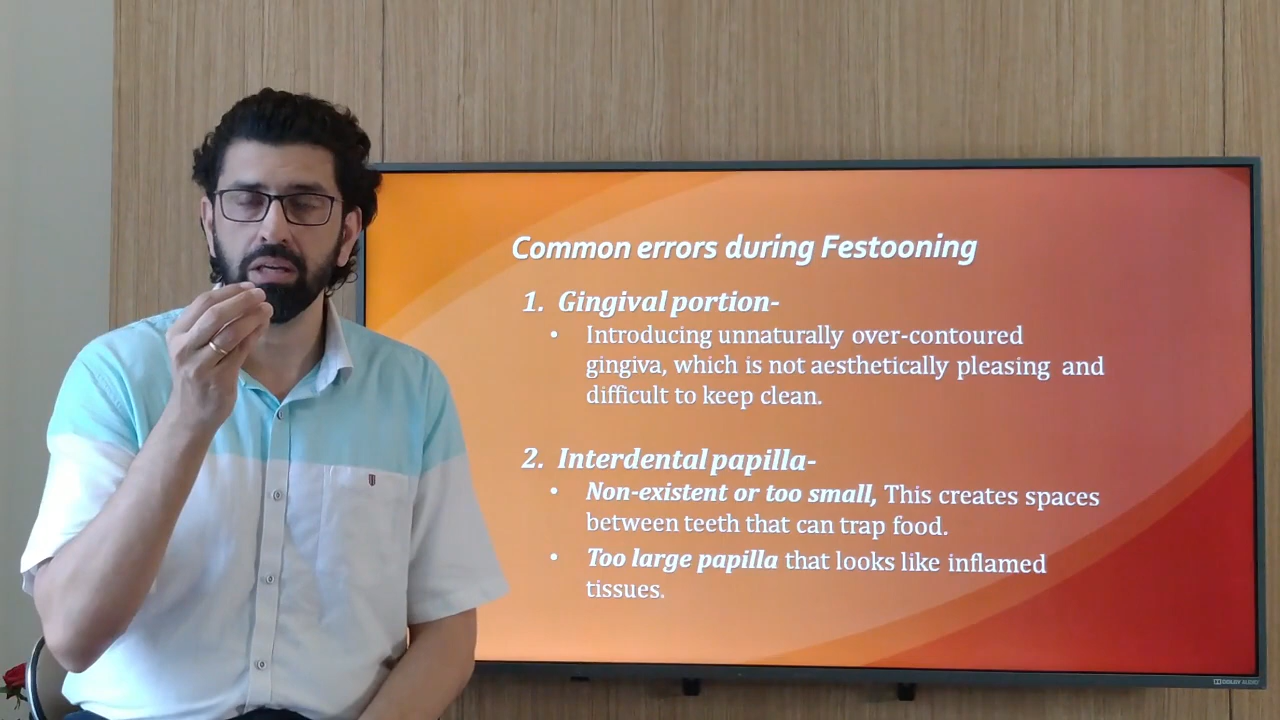 Common errors during Festooning
1. Gingival portion-
• Introducing unnaturally over-contoured
gingiva, which is not aesthetically pleasing and
difficult to keep clean.
2. Interdental papilla-
• Non-existent or too small, This creates spaces
between teeth that can trap food.
• Too large papilla that looks like inflamed
tissues.
DOLBY AUDIO